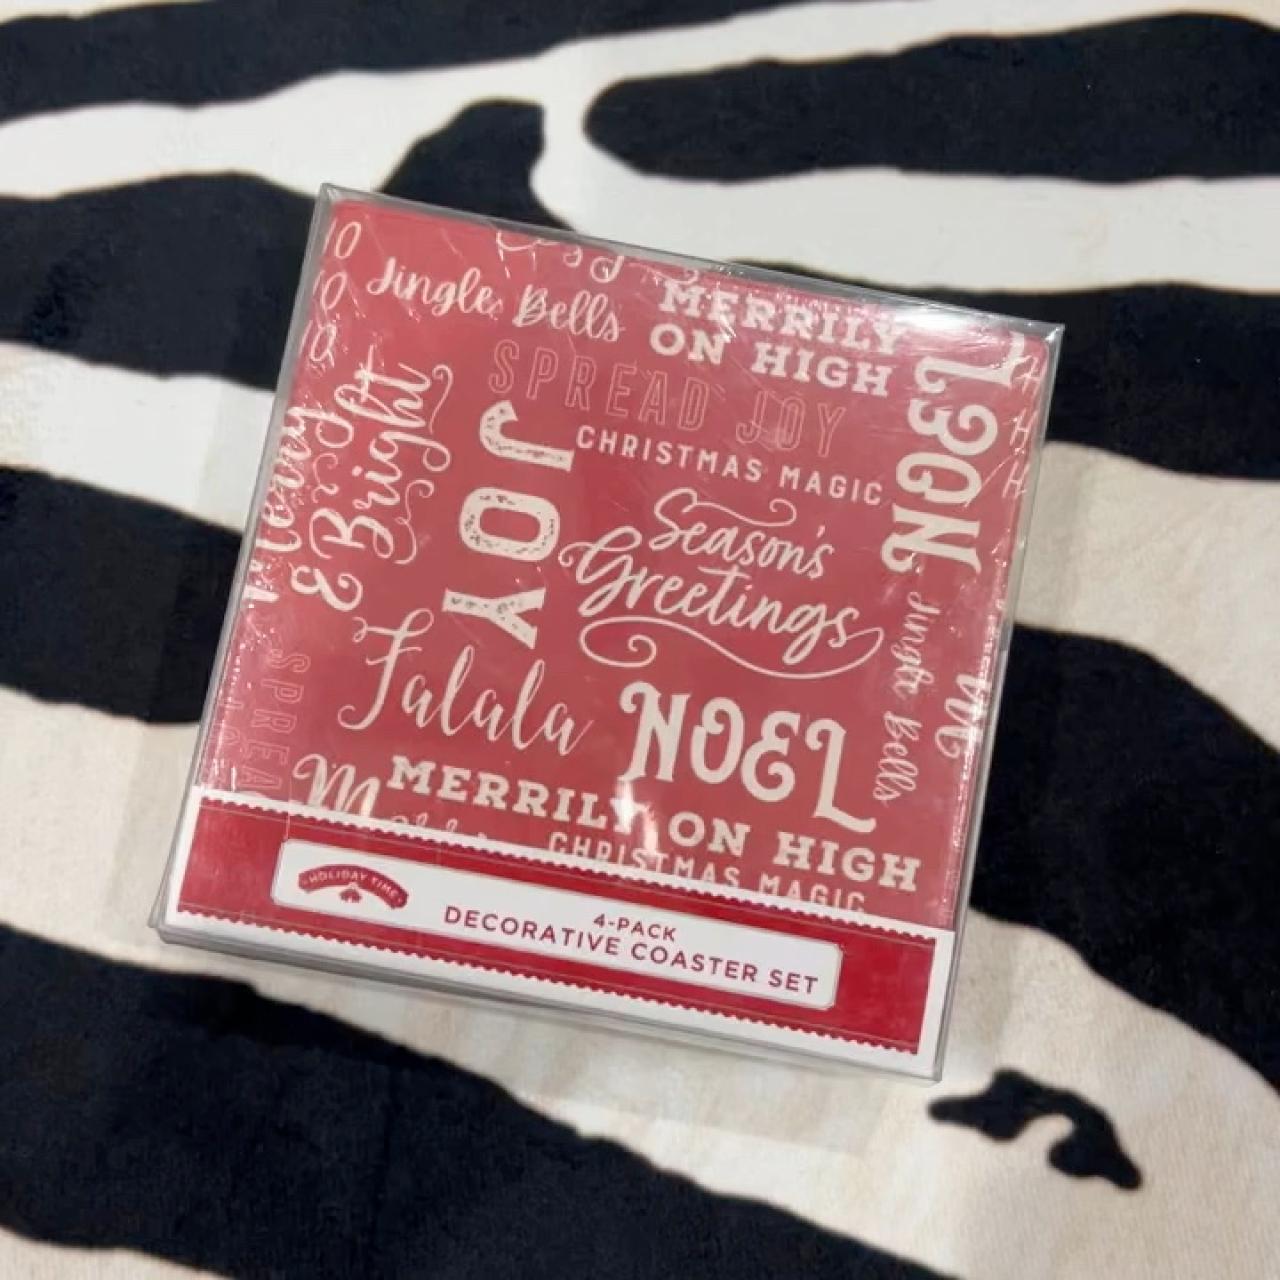 Jingle Bells
MERRILY
ON HIGH
SPREAD JOY
CHRISTMAS MAGIC
NOEL
& Bright
JOY
Season's
Greetings
Jingle Bells
Falala
NOEL
SPREA
MERRILY ON HIGH
CHRISTMAS MAGIC
HOLIDAY TIME
4-PACK
DECORATIVE COASTER SET